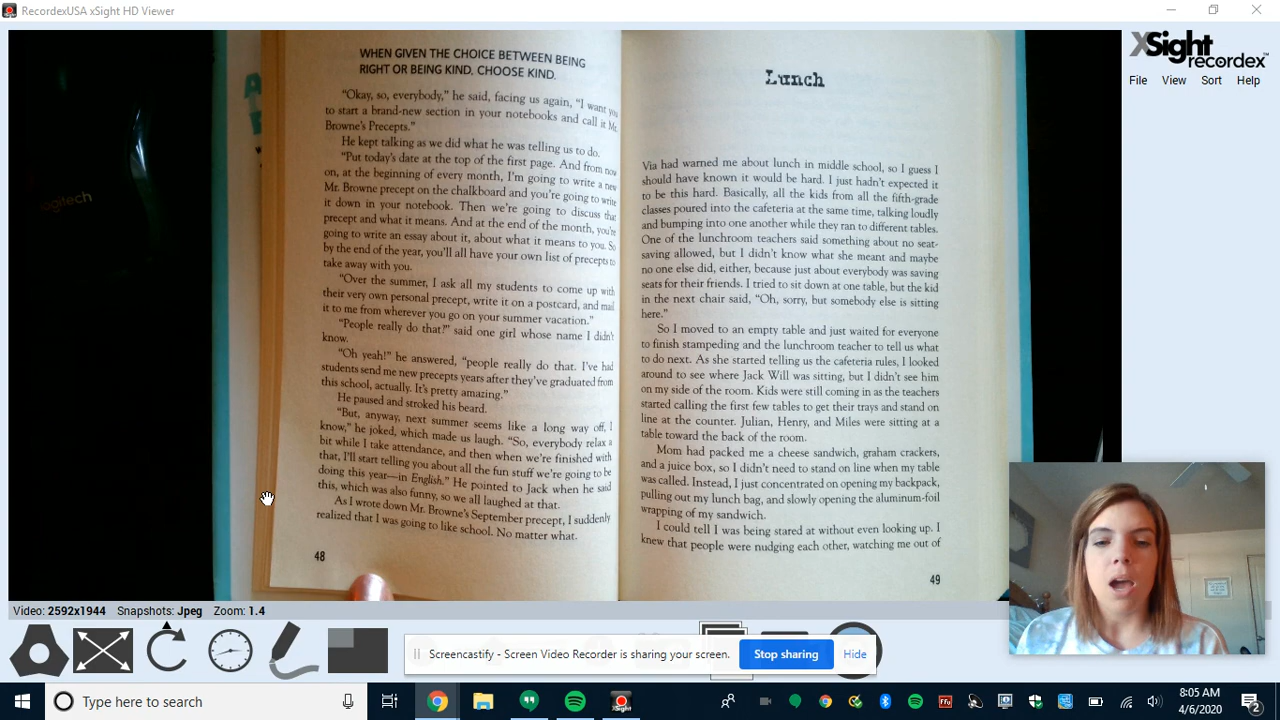 RecordexUSA xSight HD Viewer
XSight
recordex
File View Sort Help
WHEN GIVEN THE CHOICE BETWEEN BEING
RIGHT OR BEING KIND, CHOOSE KIND.
"Okay, so, everybody," he said, facing us again, "I want you
to start a brand-new section in your notebooks and call it Mr.
Browne's Precepts."
He kept talking as we did what he was telling us to do.
"Put today's date at the top of the first page. And from now
on, at the beginning of every month, I'm going to write a new
Mr. Browne precept on the chalkboard and you're going to write
it down in your notebook. Then we're going to discuss that
precept and what it means. And at the end of the month, you're
going to write an essay about it, about what it means to you. So
by the end of the year, you'll all have your own list of precepts to
take away with you.
"Over the summer, I ask all my students to come up with
their very own personal precept, write it on a postcard, and mail
it to me from wherever you go on your summer vacation."
"People really do that?" said one girl whose name I didn't
know.
"Oh yeah!" he answered, "people really do that. I've had
students send me new precepts years after they've graduated from
this school, actually. It's pretty amazing."
He paused and stroked his beard.
"But, anyway, next summer seems like a long way off, I
know," he joked, which made us laugh. "So, everybody relax a
bit while I take attendance, and then when we're finished with
that, I'll start telling you about all the fun stuff we're going to be
doing this year—in English." He pointed to Jack when he said
this, which was also funny, so we all laughed at that.
As I wrote down Mr. Browne's September precept, I suddenly
realized that I was going to like school. No matter what.
48
Lunch
Via had warned me about lunch in middle school, so I guess I
should have known it would be hard. I just hadn't expected it
to be this hard. Basically, all the kids from all the fifth-grade
classes poured into the cafeteria at the same time, talking loudly
and bumping into one another while they ran to different tables.
One of the lunchroom teachers said something about no seat-
saving allowed, but I didn't know what she meant and maybe
no one else did, either, because just about everybody was saving
seats for their friends. I tried to sit down at one table, but the kid
in the next chair said, "Oh, sorry, but somebody else is sitting
here."
So I moved to an empty table and just waited for everyone
to finish stampeding and the lunchroom teacher to tell us what
to do next. As she started telling us the cafeteria rules, I looked
around to see where Jack Will was sitting, but I didn't see him
on my side of the room. Kids were still coming in as the teachers
started calling the first few tables to get their trays and stand on
line at the counter. Julian, Henry, and Miles were sitting at a
table toward the back of the room.
Mom had packed me a cheese sandwich, graham crackers,
and a juice box, so I didn't need to stand on line when my table
was called. Instead, I just concentrated on opening my backpack,
pulling out my lunch bag, and slowly opening the aluminum-foil
wrapping of my sandwich.
I could tell I was being stared at without even looking up. I
knew that people were nudging each other, watching me out of
49
Video: 2592x1944 Snapshots: Jpeg Zoom: 1.4
Screencastify - Screen Video Recorder is sharing your screen. Stop sharing Hide
Type here to search
8:05 AM
4/6/2020
2